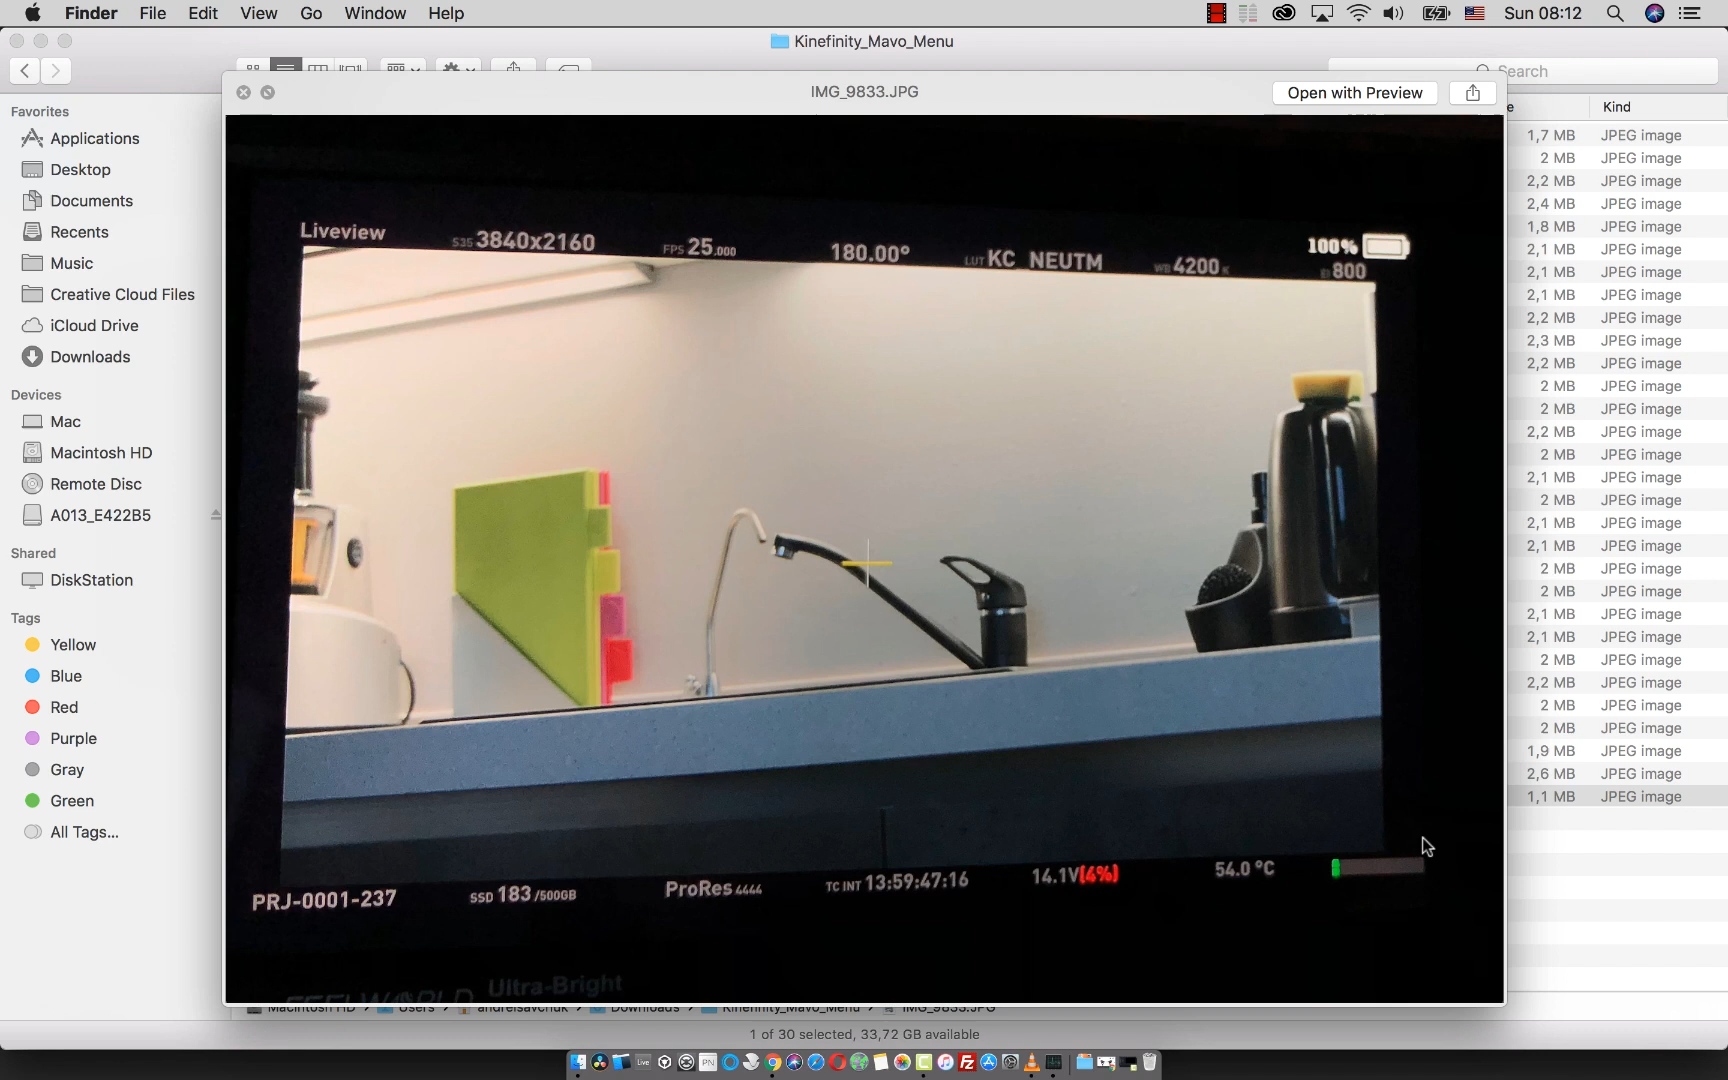 Finder File Edit View Go Window Help Sun 08:12
Kinefinity_Mavo_Menu
Search
IMG_9833.JPG Open with Preview
Kind
Favorites
Applications
Desktop
Documents
Recents
Music
Creative Cloud Files
iCloud Drive
Downloads
Devices
Mac
Macintosh HD
Remote Disc
A013_E422B5
Shared
DiskStation
Tags
Yellow
Blue
Red
Purple
Gray
Green
All Tags...
Liveview S35 3840x2160 FPS 25.000 180.00° LUT KC_NEUTM WB 4200 K 100%
EI 800
PRJ-0001-237 SSD 183 /500GB ProRes 4444 TC INT 13:59:47:16 14.1V(4%) 54.0 °C
Ultra-Bright
FEELWORLD
1,7 MB JPEG image
2 MB JPEG image
2,2 MB JPEG image
2,4 MB JPEG image
1,8 MB JPEG image
2,1 MB JPEG image
2,1 MB JPEG image
2,1 MB JPEG image
2,2 MB JPEG image
2,3 MB JPEG image
2,2 MB JPEG image
2 MB JPEG image
2 MB JPEG image
2,2 MB JPEG image
2 MB JPEG image
2,1 MB JPEG image
2 MB JPEG image
2,1 MB JPEG image
2,1 MB JPEG image
2 MB JPEG image
2 MB JPEG image
2,1 MB JPEG image
2,1 MB JPEG image
2 MB JPEG image
2,2 MB JPEG image
2 MB JPEG image
2 MB JPEG image
1,9 MB JPEG image
2,6 MB JPEG image
1,1 MB JPEG image
Macintosh HD Users andreisavchuk Downloads Kinefinity_Mavo_Menu IMG_9833.JPG
1 of 30 selected, 33,72 GB available